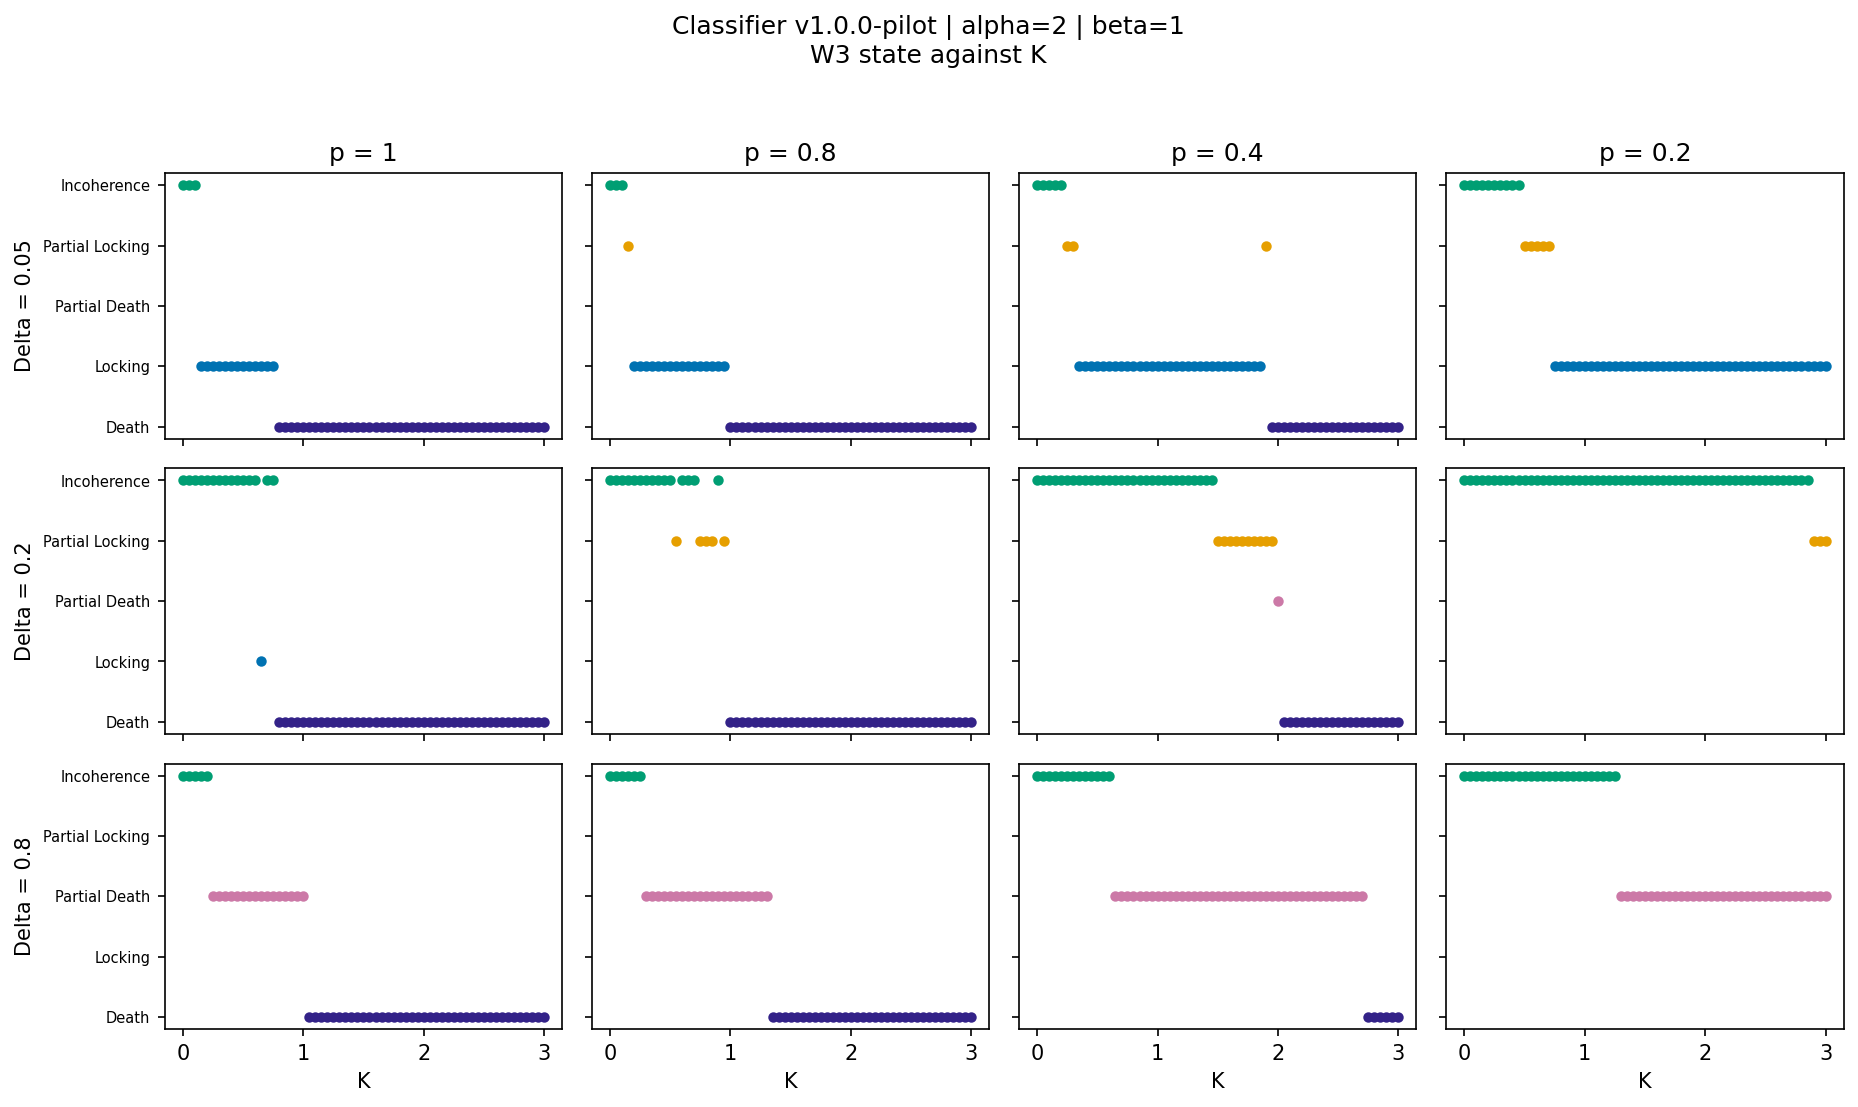 Classifier v1.0.0-pilot | alpha=2 | beta=1
W3 state against K
p = 1
p = 0.8
p = 0.4
p = 0.2
Delta = 0.05
Incoherence
Partial Locking
Partial Death
Locking
Death
Delta = 0.2
Incoherence
Partial Locking
Partial Death
Locking
Death
Delta = 0.8
Incoherence
Partial Locking
Partial Death
Locking
Death
0 1 2 3
0 1 2 3
0 1 2 3
0 1 2 3
K
K
K
K